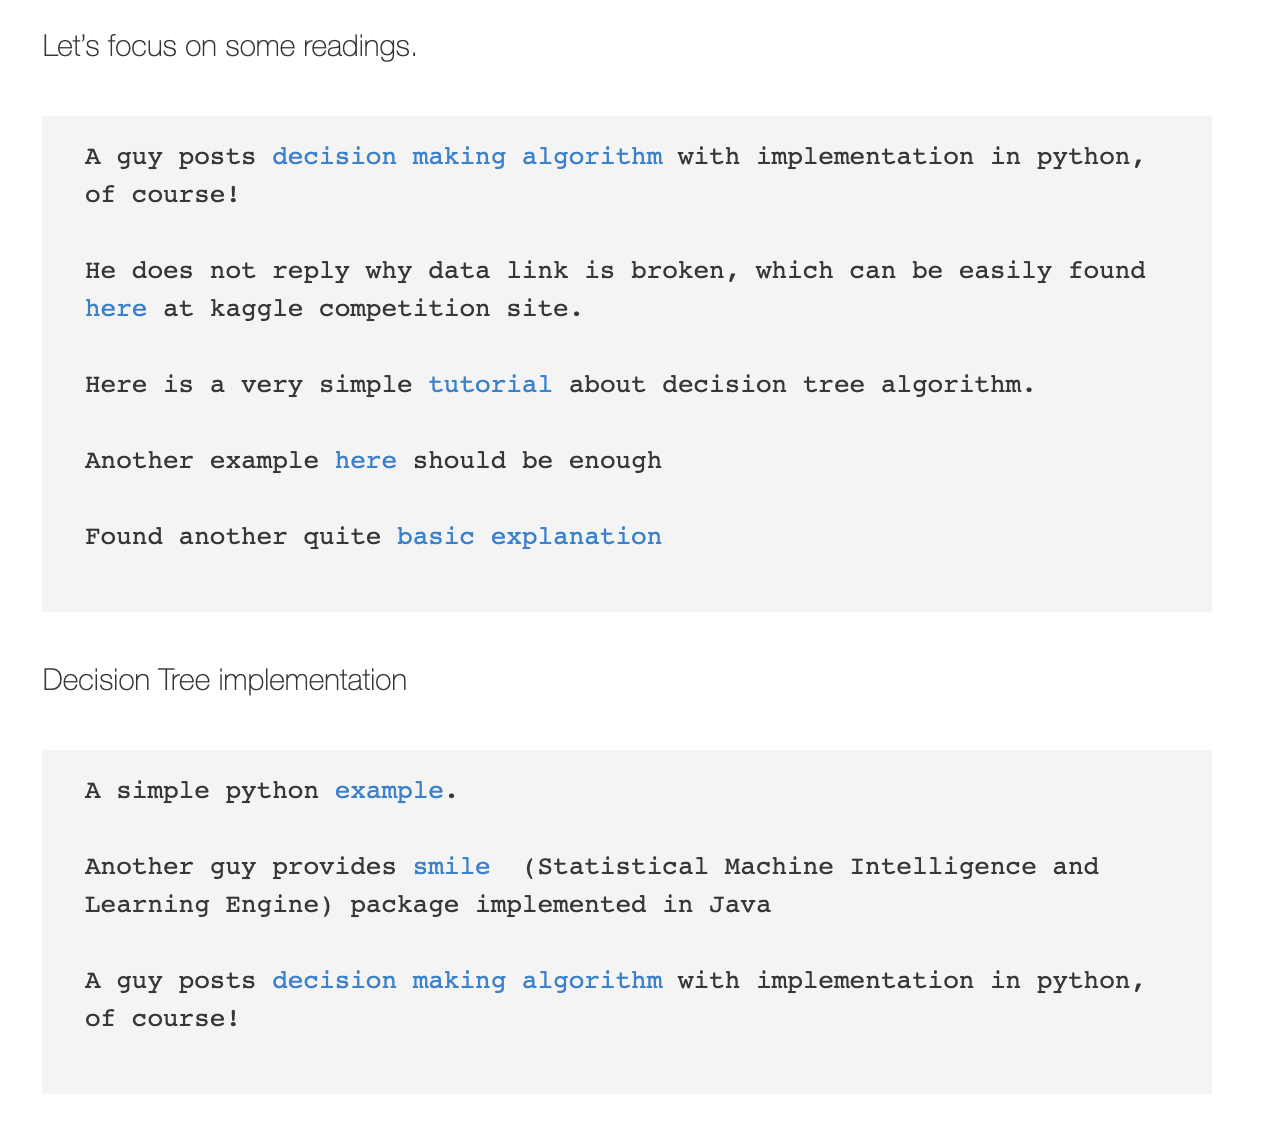 Let's focus on some readings.
A guy posts decision making algorithm with implementation in python,
of course!
He does not reply why data link is broken, which can be easily found
here at kaggle competition site.
Here is a very simple tutorial about decision tree algorithm.
Another example here should be enough
Found another quite basic explanation
Decision Tree implementation
A simple python example.
Another guy provides smile  (Statistical Machine Intelligence and
Learning Engine) package implemented in Java
A guy posts decision making algorithm with implementation in python,
of course!